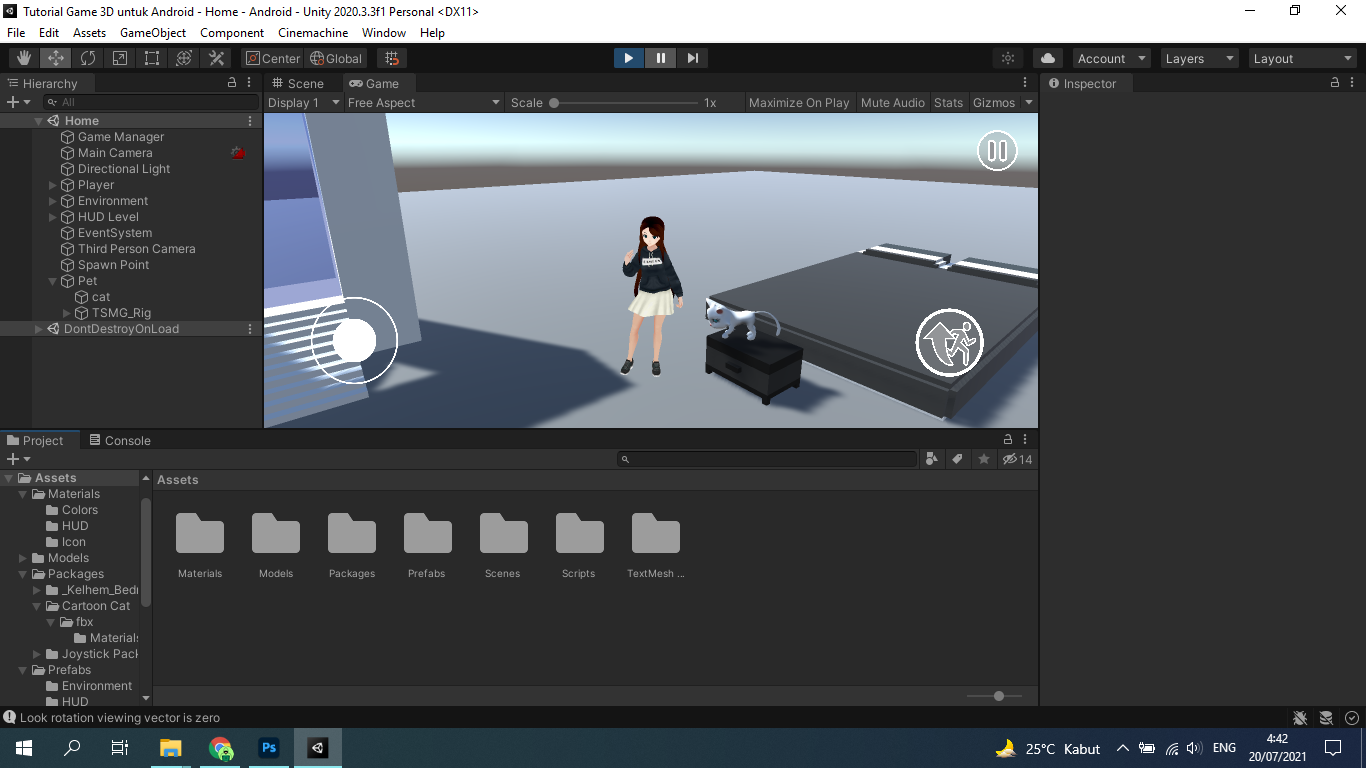 Tutorial Game 3D untuk Android - Home - Android - Unity 2020.3.3f1 Personal <DX11>
File Edit Assets GameObject Component Cinemachine Window Help
Center Global Account Layers Layout
Hierarchy Scene Game Inspector
All Display 1 Free Aspect Scale 1x Maximize On Play Mute Audio Stats Gizmos
Home
Game Manager
Main Camera
Directional Light
Player
Environment
HUD Level
EventSystem
Third Person Camera
Spawn Point
Pet
cat
TSMG_Rig
DontDestroyOnLoad
Project Console
14
Assets
Materials
Colors
HUD
Icon
Models
Packages
_Kelhem_Bedr
Cartoon Cat
fbx
Materials
Joystick Pack
Prefabs
Environment
HUD
Assets
Materials Models Packages Prefabs Scenes Scripts TextMesh ...
Look rotation viewing vector is zero
Ps 25°C Kabut ENG 4:42
20/07/2021